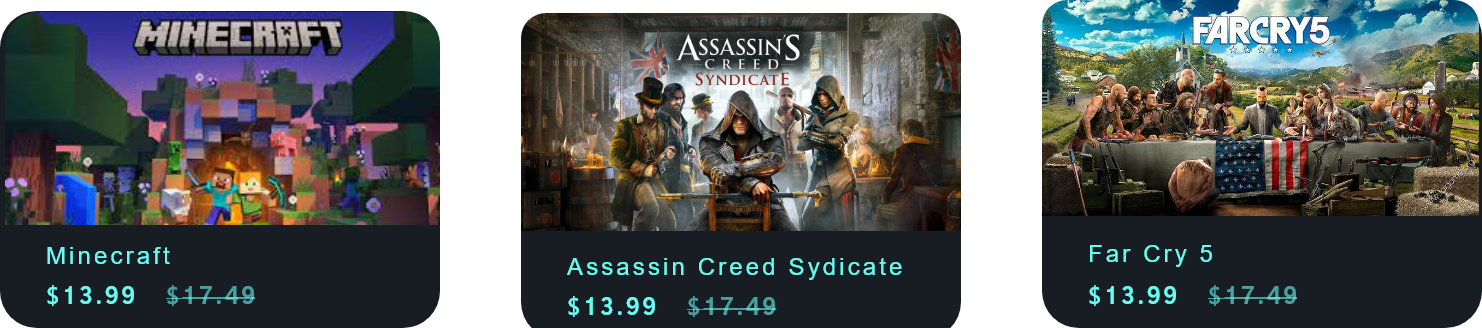 MINECRAFT
Minecraft
$13.99 $17.49
ASSASSIN'S
CREED
SYNDICATE
Assassin Creed Sydicate
$13.99 $17.49
FARCRY5
Far Cry 5
$13.99 $17.49